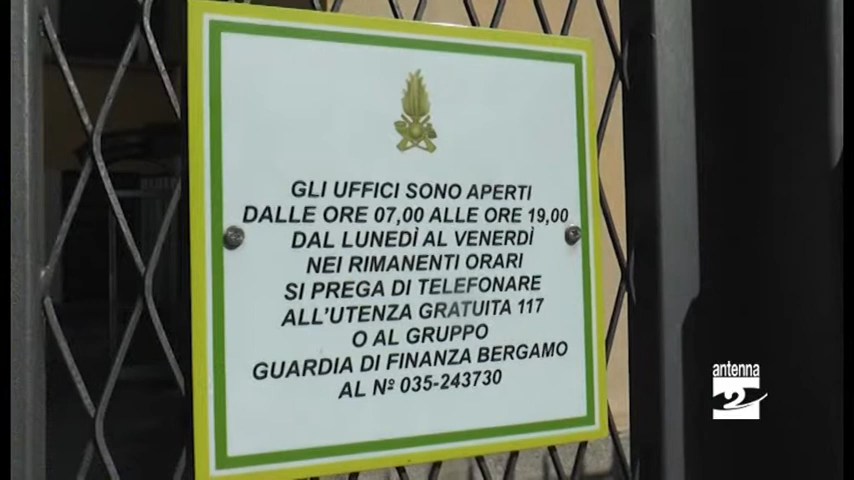 GLI UFFICI SONO APERTI
DALLE ORE 07,00 ALLE ORE 19,00
DAL LUNEDÌ AL VENERDÌ
NEI RIMANENTI ORARI
SI PREGA DI TELEFONARE
ALL'UTENZA GRATUITA 117
O AL GRUPPO
GUARDIA DI FINANZA BERGAMO
AL Nº 035-243730
antenna
2